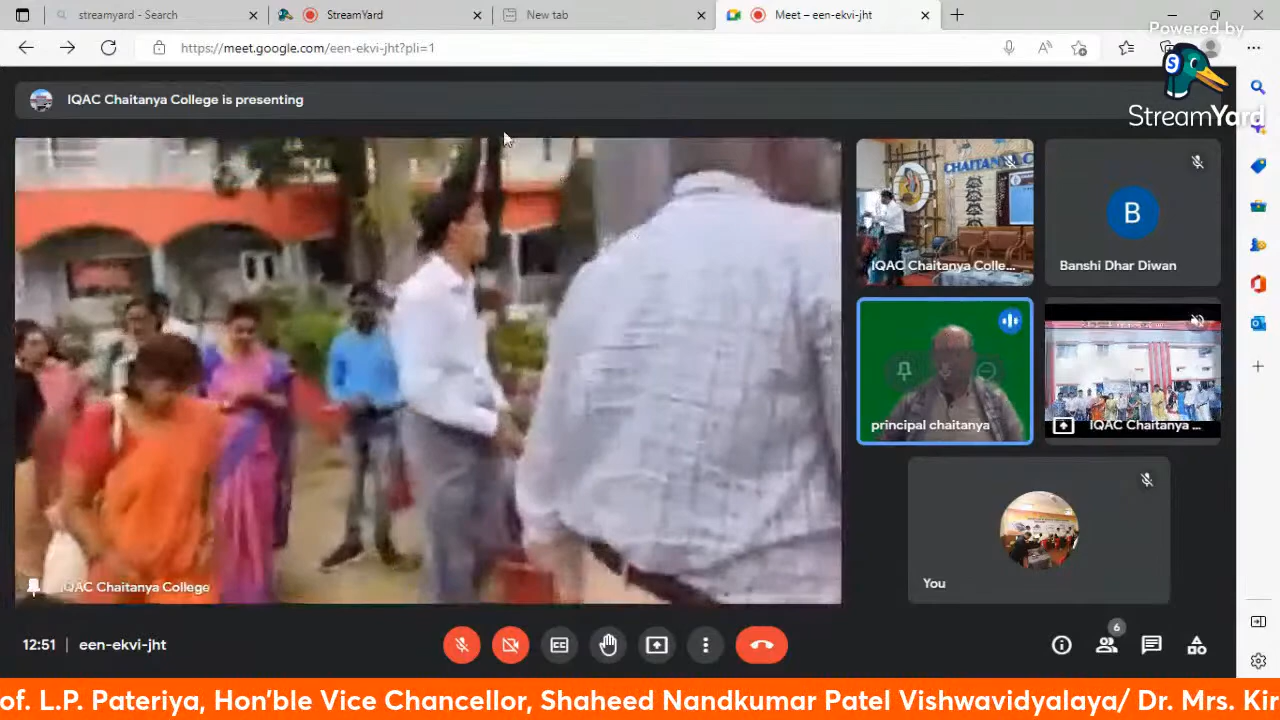 streamyard - Search
StreamYard
New tab
Meet – een-ekvi-jht
https://meet.google.com/een-ekvi-jht?pli=1
Powered by
StreamYard
IQAC Chaitanya College is presenting
CHAITANYA C
IQAC Chaitanya Colle...
B
Banshi Dhar Diwan
principal chaitanya
IQAC Chaitanya ...
You
IQAC Chaitanya College
12:51 | een-ekvi-jht
6
of. L.P. Pateriya, Hon'ble Vice Chancellor, Shaheed Nandkumar Patel Vishwavidyalaya/ Dr. Mrs. Kir